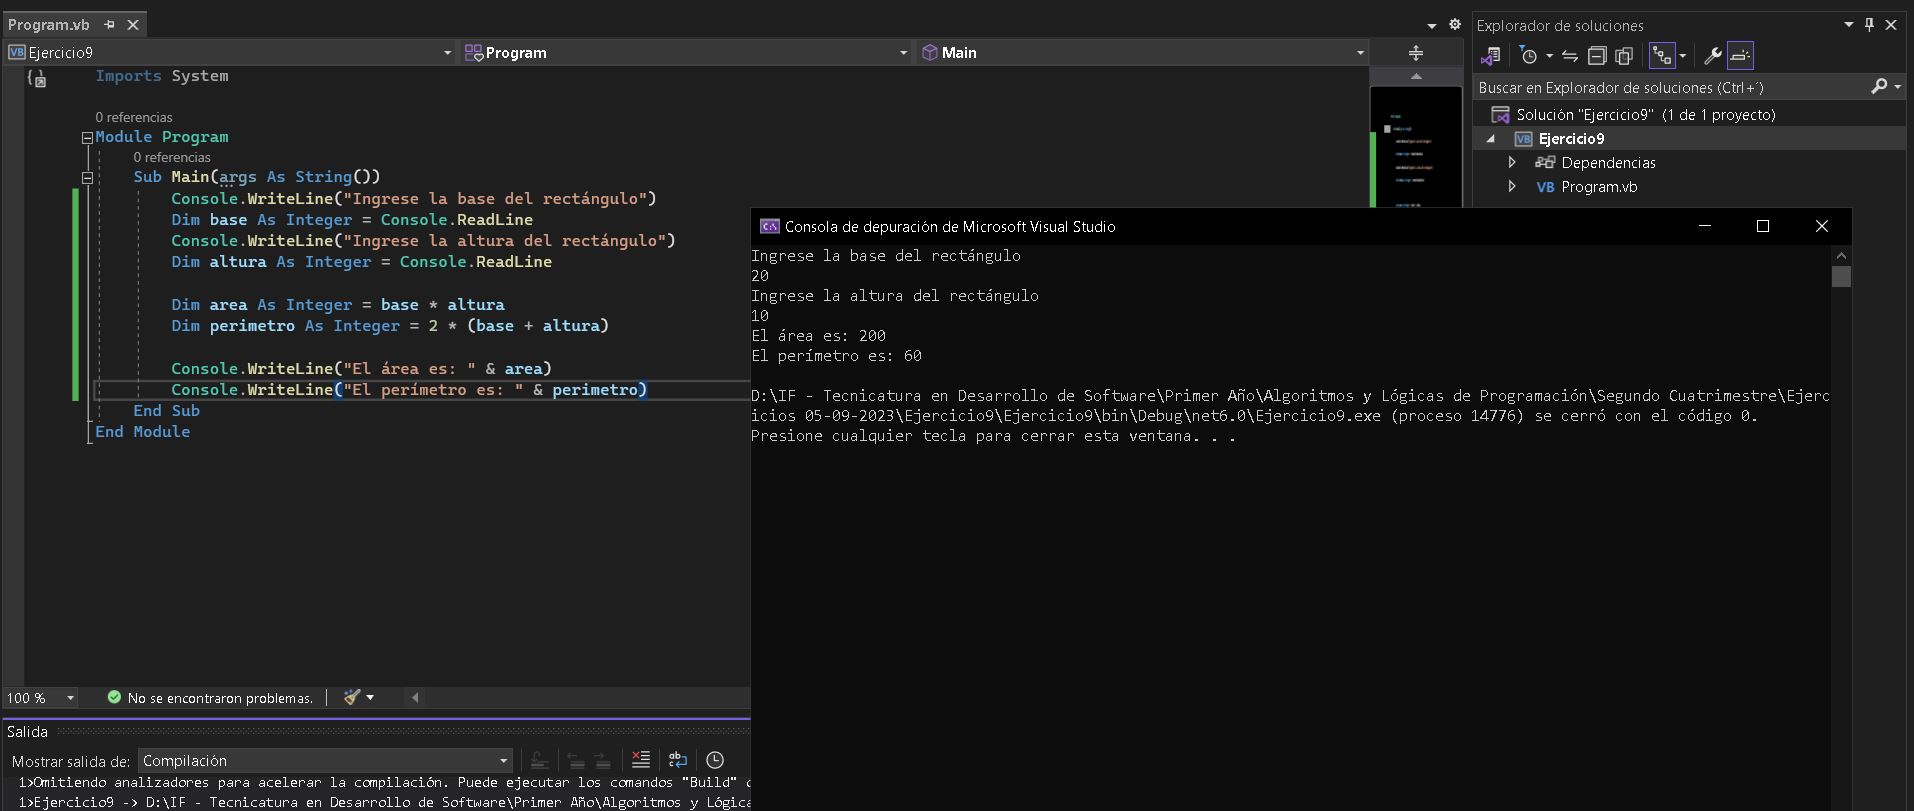 Program.vb
Ejercicio9
Program
Main
Imports System
0 referencias
Module Program
0 referencias
Sub Main(args As String())
Console.WriteLine("Ingrese la base del rectángulo")
Dim base As Integer = Console.ReadLine
Console.WriteLine("Ingrese la altura del rectángulo")
Dim altura As Integer = Console.ReadLine
Dim area As Integer = base * altura
Dim perimetro As Integer = 2 * (base + altura)
Console.WriteLine("El área es: " & area)
Console.WriteLine("El perímetro es: " & perimetro)
End Sub
End Module
100 %
No se encontraron problemas.
Salida
Mostrar salida de: Compilación
1>Omitiendo analizadores para acelerar la compilación. Puede ejecutar los comandos "Build"
1>Ejercicio9 -> D:\IF - Tecnicatura en Desarrollo de Software\Primer Año\Algoritmos y Lógica
Explorador de soluciones
Buscar en Explorador de soluciones (Ctrl+´)
Solución "Ejercicio9" (1 de 1 proyecto)
VB Ejercicio9
Dependencias
VB Program.vb
Consola de depuración de Microsoft Visual Studio
Ingrese la base del rectángulo
20
Ingrese la altura del rectángulo
10
El área es: 200
El perímetro es: 60
D:\IF - Tecnicatura en Desarrollo de Software\Primer Año\Algoritmos y Lógicas de Programación\Segundo Cuatrimestre\Ejerc
icios 05-09-2023\Ejercicio9\Ejercicio9\bin\Debug\net6.0\Ejercicio9.exe (proceso 14776) se cerró con el código 0.
Presione cualquier tecla para cerrar esta ventana. . .